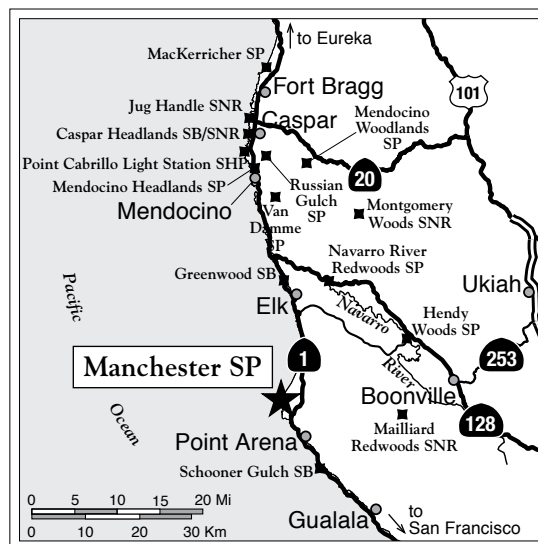 to Eureka
MacKerricher SP
Fort Bragg
101
Jug Handle SNR
Caspar
Mendocino
Woodlands
SP
Caspar Headlands SB/SNR
Point Cabrillo Light Station SHP
Russian
Gulch
SP
20
Mendocino Headlands SP
Mendocino
Van
Damme
SP
Montgomery
Woods SNR
Navarro River
Redwoods SP
Greenwood SB
Ukiah
Pacific
Elk
Navarro
Hendy
Woods SP
1
253
Manchester SP
River
Boonville
128
Ocean
Mailliard
Redwoods SNR
Point Arena
Schooner Gulch SB
0 5 10 15 20 Mi
0 10 20 30 Km
Gualala
to
San Francisco